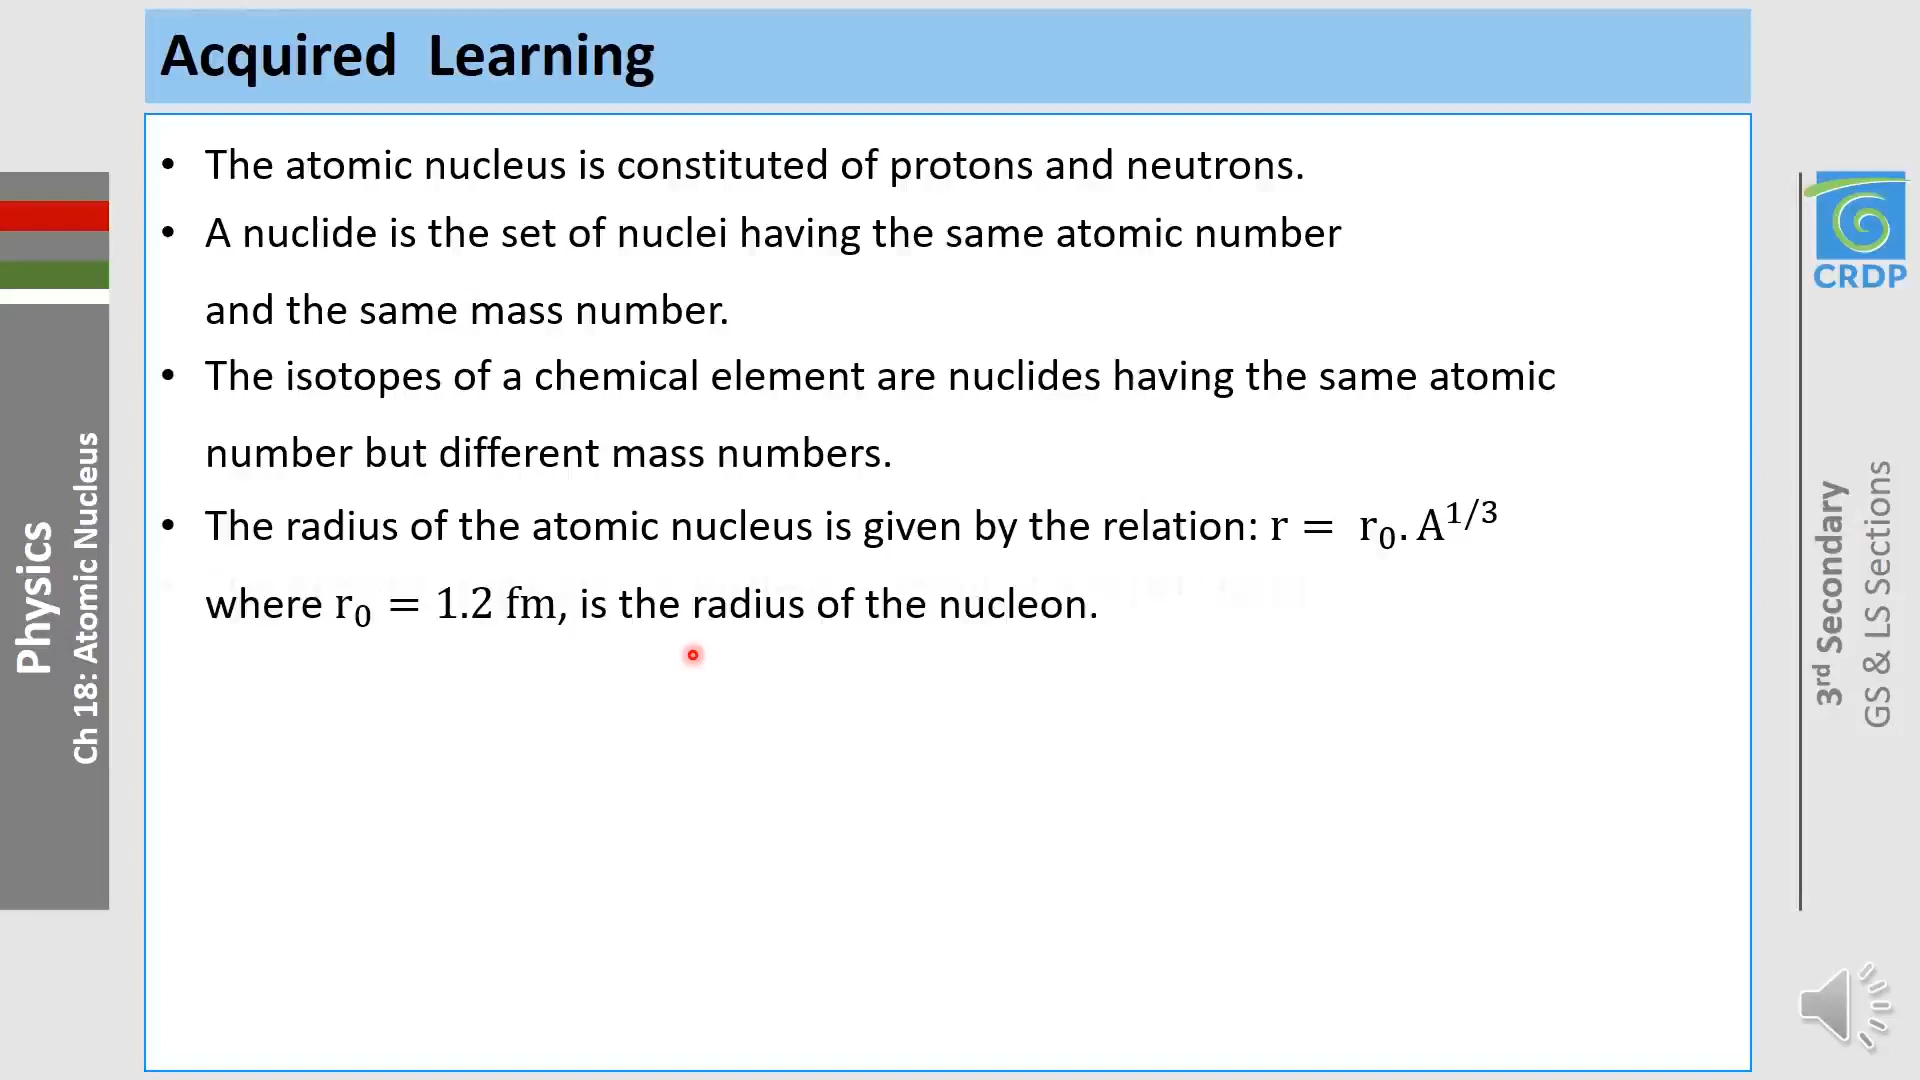 Acquired Learning
• The atomic nucleus is constituted of protons and neutrons.
• A nuclide is the set of nuclei having the same atomic number
and the same mass number.
• The isotopes of a chemical element are nuclides having the same atomic
number but different mass numbers.
• The radius of the atomic nucleus is given by the relation: r = r₀. A^{1/3}
where r₀ = 1.2 fm, is the radius of the nucleon.
Physics
Ch 18: Atomic Nucleus
CRDP
3rd Secondary
GS & LS Sections